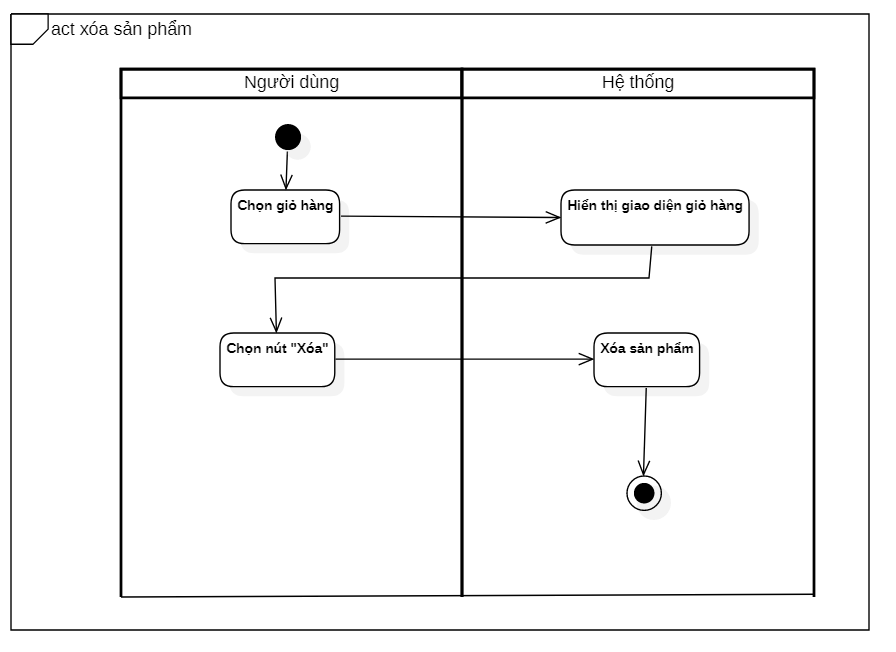 act xóa sản phẩm
Người dùng
Hệ thống
Chọn giỏ hàng
Hiển thị giao diện giỏ hàng
Chọn nút "Xóa"
Xóa sản phẩm